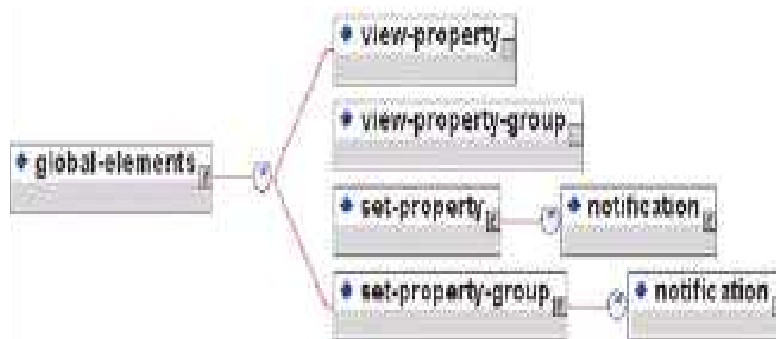 view-property
view-property-group
global-elements
set-property
notification
set-property-group
notification